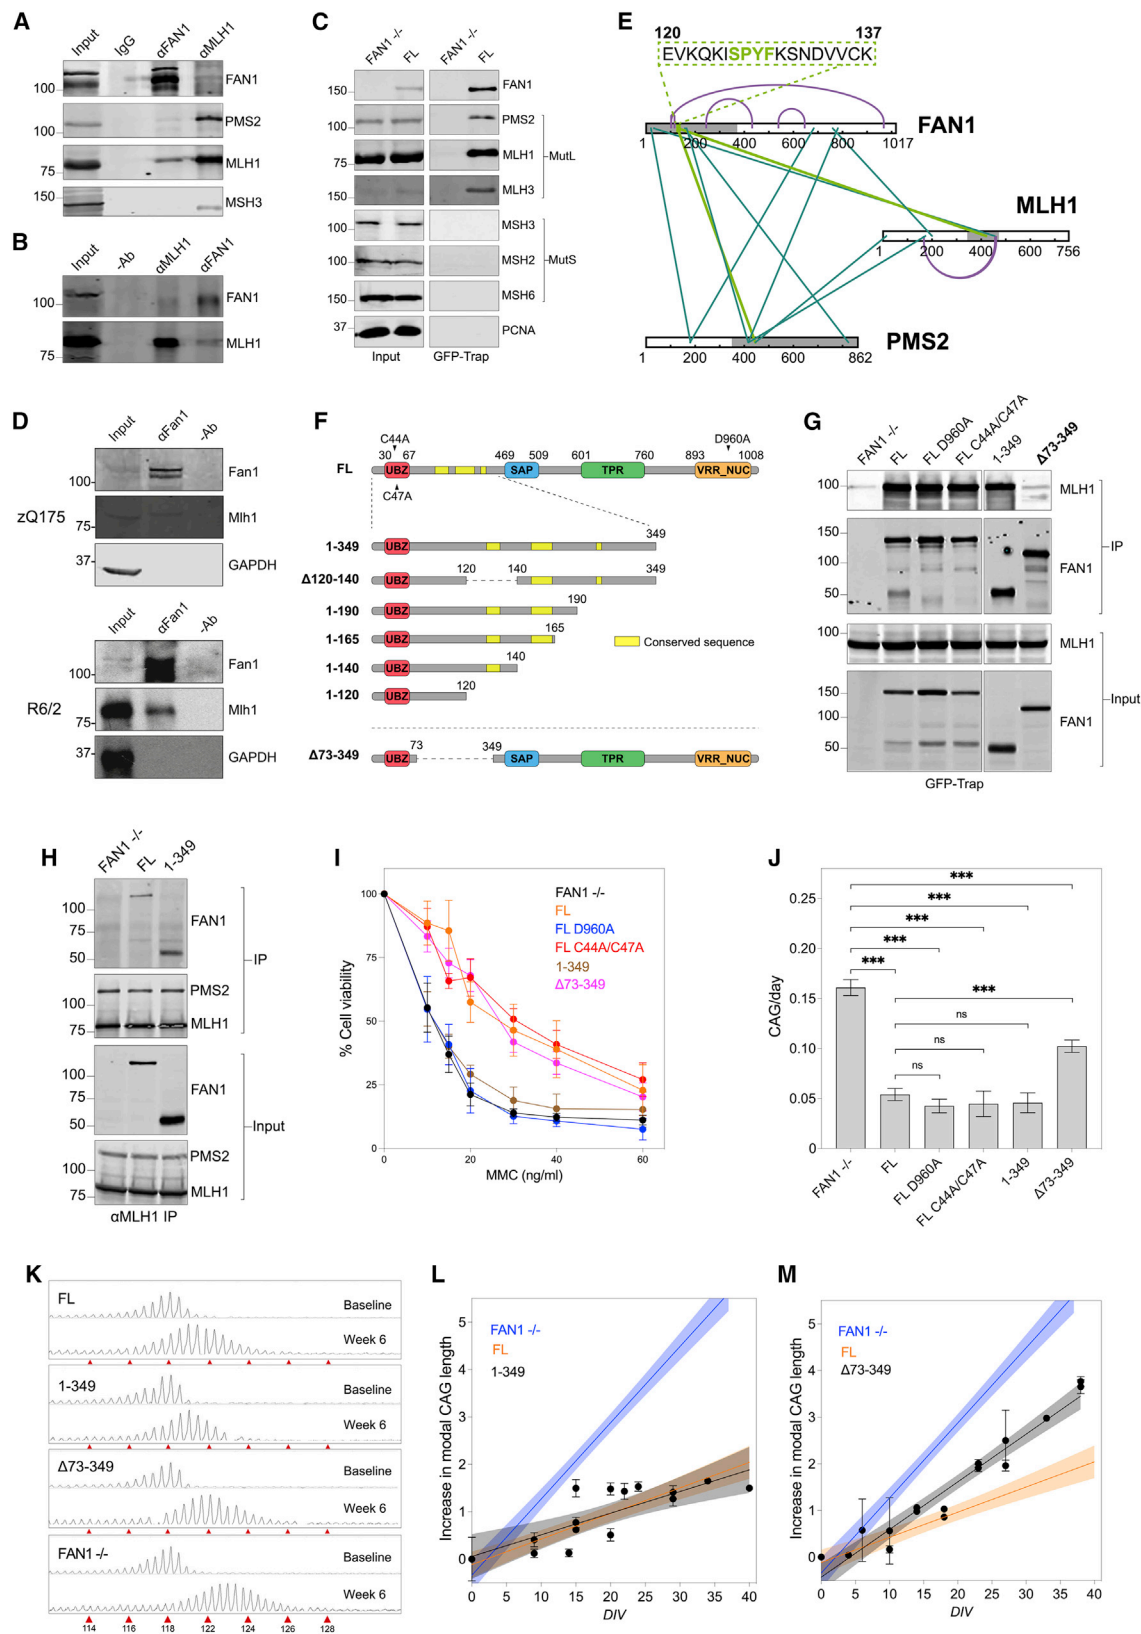 A
Input
IgG
αFAN1
αMLH1
100
FAN1
100
PMS2
75
MLH1
150
MSH3
B
Input
-Ab
αMLH1
αFAN1
100
FAN1
75
MLH1
C
FAN1 -/-
FL
FAN1 -/-
FL
150
FAN1
100
PMS2
75
MLH1
MutL
150
MLH3
100
MSH3
100
MSH2
MutS
150
MSH6
37
PCNA
Input
GFP-Trap
E
120
137
EVKQKISPYFKSNDVVCK
FAN1
1
200
400
600
800
1017
MLH1
1
200
400
600
756
PMS2
1
200
400
600
862
D
Input
αFan1
-Ab
zQ175
100
Fan1
75
Mlh1
37
GAPDH
Input
αFan1
-Ab
R6/2
100
Fan1
75
Mlh1
37
GAPDH
F
C44A
D960A
30
67
469
509
601
760
893
1008
FL
UBZ
SAP
TPR
VRR_NUC
C47A
349
1-349
UBZ
120
140
349
Δ120-140
UBZ
190
1-190
UBZ
165
1-165
UBZ
Conserved sequence
140
1-140
UBZ
120
1-120
UBZ
73
349
Δ73-349
UBZ
SAP
TPR
VRR_NUC
G
FAN1 -/-
FL
FL D960A
FL C44A/C47A
1-349
Δ73-349
100
MLH1
150
100
FAN1
50
IP
100
MLH1
150
100
FAN1
50
Input
GFP-Trap
H
FAN1 -/-
FL
1-349
100
FAN1
50
IP
PMS2
100
MLH1
75
100
FAN1
50
Input
PMS2
100
MLH1
75
αMLH1 IP
I
% Cell viability
100
75
50
25
0
0
20
40
60
MMC (ng/ml)
FAN1 -/-
FL
FL D960A
FL C44A/C47A
1-349
Δ73-349
J
CAG/day
0.25
0.20
0.15
0.10
0.05
0
***
***
***
***
***
***
ns
ns
ns
FAN1 -/-
FL
FL D960A
FL C44A/C47A
1-349
Δ73-349
K
FL
Baseline
Week 6
1-349
Baseline
Week 6
Δ73-349
Baseline
Week 6
FAN1 -/-
Baseline
Week 6
114
116
118
122
124
126
128
L
Increase in modal CAG length
5
4
3
2
1
0
FAN1 -/-
FL
1-349
0
5
10
15
20
25
30
35
40
DIV
M
Increase in modal CAG length
5
4
3
2
1
0
FAN1 -/-
FL
Δ73-349
0
5
10
15
20
25
30
35
40
DIV